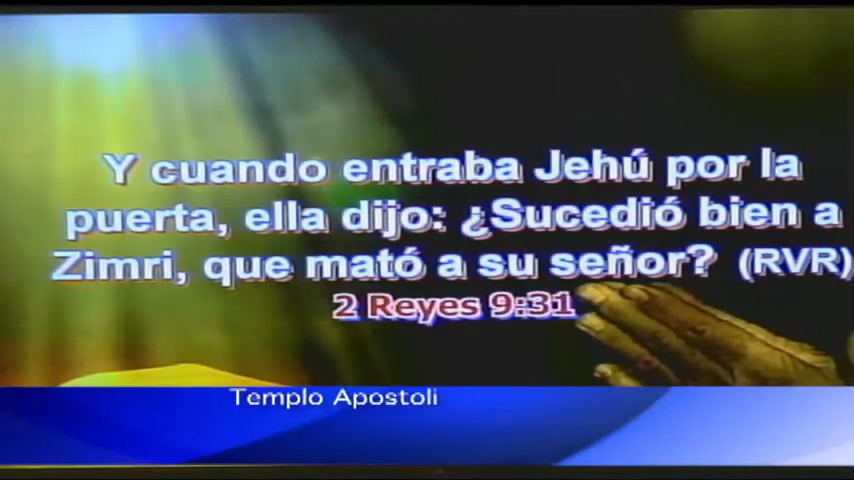 Y cuando entraba Jehú por la
puerta, ella dijo: ¿Sucedió bien a
Zimri, que mató a su señor? (RVR)
2 Reyes 9:31
Templo Apostoli